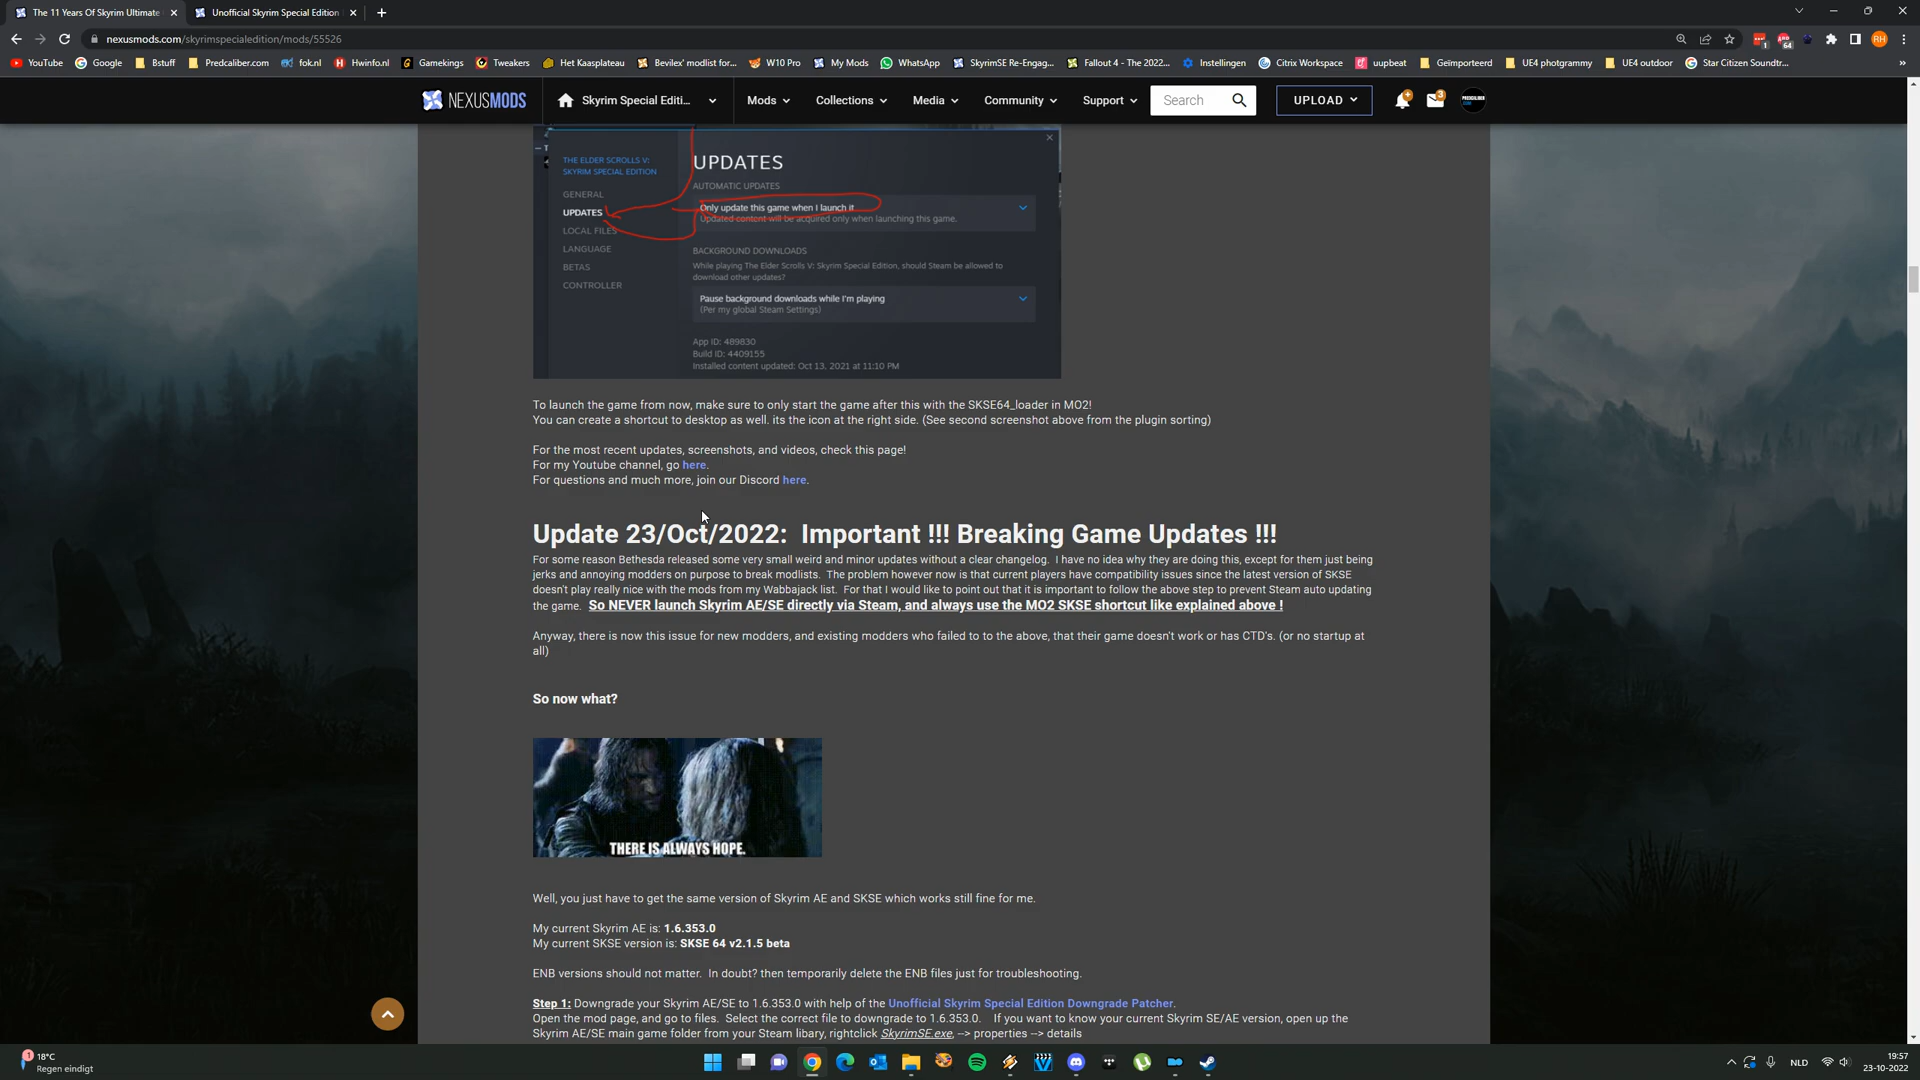 The 11 Years Of Skyrim Ultimate
Unofficial Skyrim Special Edition
nexusmods.com/skyrimspecialedition/mods/55526
YouTube
Google
Bstuff
Predcaliber.com
fok.nl
Hwinfo.nl
Gamekings
Tweakers
Het Kaasplateau
Bevilex' modlist for...
W10 Pro
My Mods
WhatsApp
SkyrimSE Re-Engag...
Fallout 4 - The 2022...
Instellingen
Citrix Workspace
uupbeat
Geïmporteerd
UE4 photgrammy
UE4 outdoor
Star Citizen Soundtr...
NEXUSMODS
Skyrim Special Editi...
Mods
Collections
Media
Community
Support
Search
UPLOAD
3
THE ELDER SCROLLS V:
SKYRIM SPECIAL EDITION
GENERAL
UPDATES
LOCAL FILES
LANGUAGE
BETAS
CONTROLLER
UPDATES
AUTOMATIC UPDATES
Only update this game when I launch it
Updated content will be acquired only when launching this game.
BACKGROUND DOWNLOADS
While playing The Elder Scrolls V: Skyrim Special Edition, should Steam be allowed to
download other updates?
Pause background downloads while I'm playing
(Per my global Steam Settings)
App ID: 489830
Build ID: 4409155
Installed content updated: Oct 13, 2021 at 11:10 PM
To launch the game from now, make sure to only start the game after this with the SKSE64_loader in MO2!
You can create a shortcut to desktop as well. its the icon at the right side. (See second screenshot above from the plugin sorting)
For the most recent updates, screenshots, and videos, check this page!
For my Youtube channel, go here.
For questions and much more, join our Discord here.
Update 23/Oct/2022: Important !!! Breaking Game Updates !!!
For some reason Bethesda released some very small weird and minor updates without a clear changelog. I have no idea why they are doing this, except for them just being
jerks and annoying modders on purpose to break modlists. The problem however now is that current players have compatibility issues since the latest version of SKSE
doesn't play really nice with the mods from my Wabbajack list. For that I would like to point out that it is important to follow the above step to prevent Steam auto updating
the game. So NEVER launch Skyrim AE/SE directly via Steam, and always use the MO2 SKSE shortcut like explained above !
Anyway, there is now this issue for new modders, and existing modders who failed to to the above, that their game doesn't work or has CTD's. (or no startup at
all)
So now what?
THERE IS ALWAYS HOPE.
Well, you just have to get the same version of Skyrim AE and SKSE which works still fine for me.
My current Skyrim AE is: 1.6.353.0
My current SKSE version is: SKSE 64 v2.1.5 beta
ENB versions should not matter. In doubt? then temporarily delete the ENB files just for troubleshooting.
Step 1: Downgrade your Skyrim AE/SE to 1.6.353.0 with help of the Unofficial Skyrim Special Edition Downgrade Patcher.
Open the mod page, and go to files. Select the correct file to downgrade to 1.6.353.0. If you want to know your current Skyrim SE/AE version, open up the
Skyrim AE/SE main game folder from your Steam libary, rightclick SkyrimSE.exe, --> properties --> details
1
18°C
Regen eindigt
NLD
19:57
23-10-2022